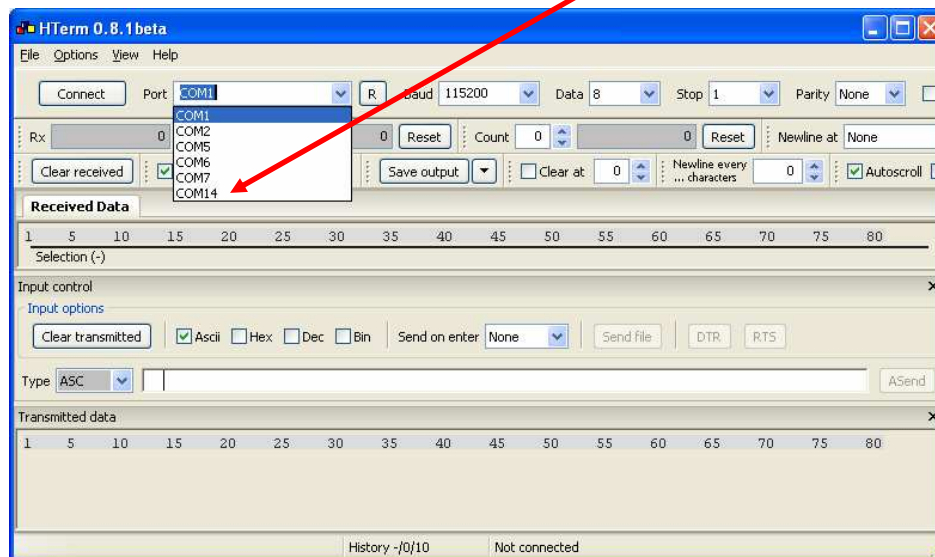 HTerm 0.8.1beta
File Options View Help
Connect Port COM1 R Baud 115200 Data 8 Stop 1 Parity None
COM1
COM2
COM5
COM6
COM7
COM14
Rx 0 0 Reset Count 0 0 Reset Newline at None
Clear received Save output Clear at 0 Newline every ... characters 0 Autoscroll
Received Data
1 5 10 15 20 25 30 35 40 45 50 55 60 65 70 75 80
Selection (-)
Input control
Input options
Clear transmitted Ascii Hex Dec Bin Send on enter None Send file DTR RTS
Type ASC ASend
Transmitted data
1 5 10 15 20 25 30 35 40 45 50 55 60 65 70 75 80
History -/0/10 Not connected